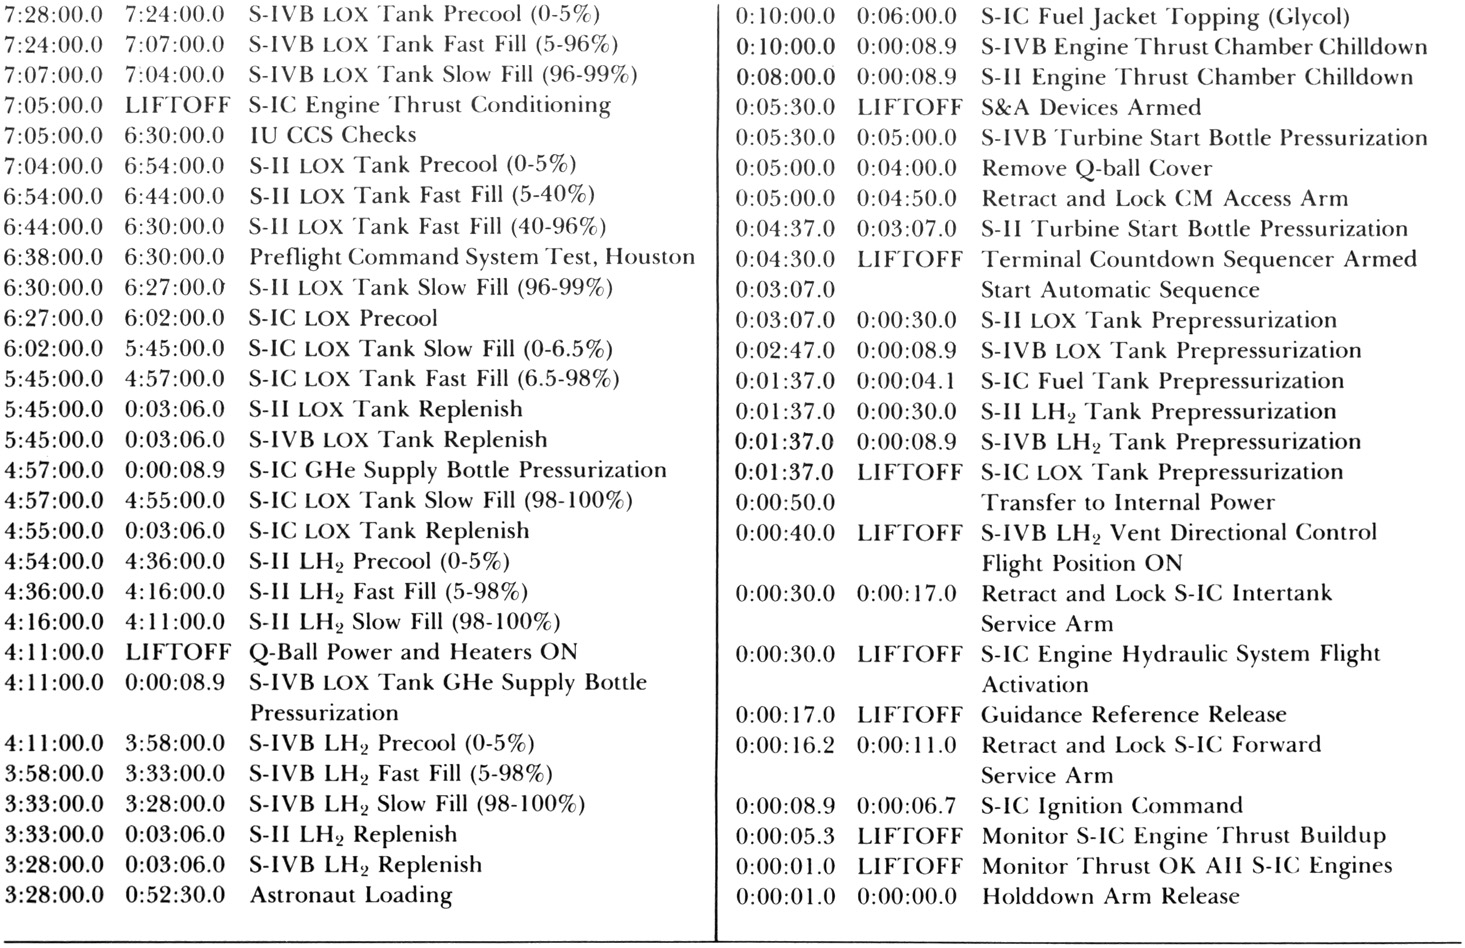 7:28:00.0 7:24:00.0 S-IVB LOX Tank Precool (0-5%)
7:24:00.0 7:07:00.0 S-IVB LOX Tank Fast Fill (5-96%)
7:07:00.0 7:04:00.0 S-IVB LOX Tank Slow Fill (96-99%)
7:05:00.0 LIFTOFF S-IC Engine Thrust Conditioning
7:05:00.0 6:30:00.0 IU CCS Checks
7:04:00.0 6:54:00.0 S-II LOX Tank Precool (0-5%)
6:54:00.0 6:44:00.0 S-II LOX Tank Fast Fill (5-40%)
6:44:00.0 6:30:00.0 S-II LOX Tank Fast Fill (40-96%)
6:38:00.0 6:30:00.0 Preflight Command System Test, Houston
6:30:00.0 6:27:00.0 S-II LOX Tank Slow Fill (96-99%)
6:27:00.0 6:02:00.0 S-IC LOX Precool
6:02:00.0 5:45:00.0 S-IC LOX Tank Slow Fill (0-6.5%)
5:45:00.0 4:57:00.0 S-IC LOX Tank Fast Fill (6.5-98%)
5:45:00.0 0:03:06.0 S-II LOX Tank Replenish
5:45:00.0 0:03:06.0 S-IVB LOX Tank Replenish
4:57:00.0 0:00:08.9 S-IC GHe Supply Bottle Pressurization
4:57:00.0 4:55:00.0 S-IC LOX Tank Slow Fill (98-100%)
4:55:00.0 0:03:06.0 S-IC LOX Tank Replenish
4:54:00.0 4:36:00.0 S-II LH₂ Precool (0-5%)
4:36:00.0 4:16:00.0 S-II LH₂ Fast Fill (5-98%)
4:16:00.0 4:11:00.0 S-II LH₂ Slow Fill (98-100%)
4:11:00.0 LIFTOFF Q-Ball Power and Heaters ON
4:11:00.0 0:00:08.9 S-IVB LOX Tank GHe Supply Bottle
Pressurization
4:11:00.0 3:58:00.0 S-IVB LH₂ Precool (0-5%)
3:58:00.0 3:33:00.0 S-IVB LH₂ Fast Fill (5-98%)
3:33:00.0 3:28:00.0 S-IVB LH₂ Slow Fill (98-100%)
3:33:00.0 0:03:06.0 S-II LH₂ Replenish
3:28:00.0 0:03:06.0 S-IVB LH₂ Replenish
3:28:00.0 0:52:30.0 Astronaut Loading
0:10:00.0 0:06:00.0 S-IC Fuel Jacket Topping (Glycol)
0:10:00.0 0:00:08.9 S-IVB Engine Thrust Chamber Chilldown
0:08:00.0 0:00:08.9 S-II Engine Thrust Chamber Chilldown
0:05:30.0 LIFTOFF S&A Devices Armed
0:05:30.0 0:05:00.0 S-IVB Turbine Start Bottle Pressurization
0:05:00.0 0:04:00.0 Remove Q-ball Cover
0:05:00.0 0:04:50.0 Retract and Lock CM Access Arm
0:04:37.0 0:03:07.0 S-II Turbine Start Bottle Pressurization
0:04:30.0 LIFTOFF Terminal Countdown Sequencer Armed
0:03:07.0 Start Automatic Sequence
0:03:07.0 0:00:30.0 S-II LOX Tank Prepressurization
0:02:47.0 0:00:08.9 S-IVB LOX Tank Prepressurization
0:01:37.0 0:00:04.1 S-IC Fuel Tank Prepressurization
0:01:37.0 0:00:30.0 S-II LH₂ Tank Prepressurization
0:01:37.0 0:00:08.9 S-IVB LH₂ Tank Prepressurization
0:01:37.0 LIFTOFF S-IC LOX Tank Prepressurization
0:00:50.0 Transfer to Internal Power
0:00:40.0 LIFTOFF S-IVB LH₂ Vent Directional Control
Flight Position ON
0:00:30.0 0:00:17.0 Retract and Lock S-IC Intertank
Service Arm
0:00:30.0 LIFTOFF S-IC Engine Hydraulic System Flight
Activation
0:00:17.0 LIFTOFF Guidance Reference Release
0:00:16.2 0:00:11.0 Retract and Lock S-IC Forward
Service Arm
0:00:08.9 0:00:06.7 S-IC Ignition Command
0:00:05.3 LIFTOFF Monitor S-IC Engine Thrust Buildup
0:00:01.0 LIFTOFF Monitor Thrust OK All S-IC Engines
0:00:01.0 0:00:00.0 Holddown Arm Release